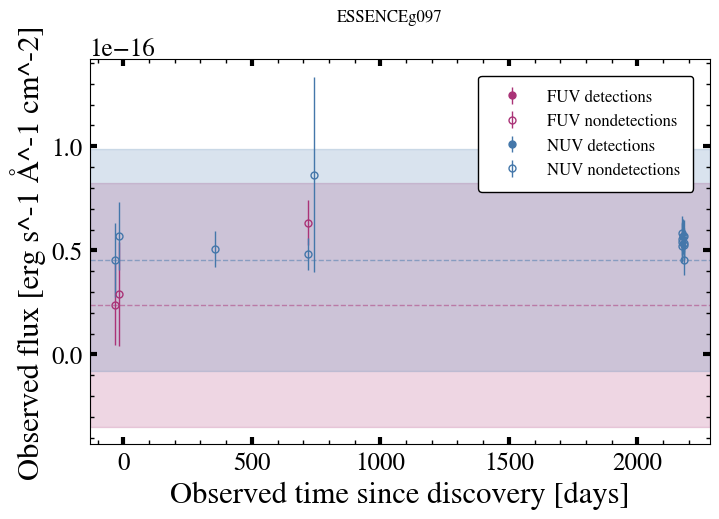 ESSENCEg097
1e−16
Observed flux [erg s^-1 Å^-1 cm^-2]
1.0
0.5
0.0
FUV detections
FUV nondetections
NUV detections
NUV nondetections
0
500
1000
1500
2000
Observed time since discovery [days]